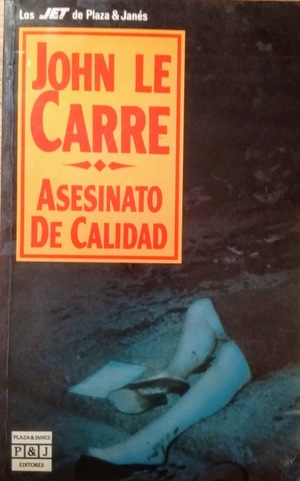 Los JET de Plaza & Janés
JOHN LE
CARRE
ASESINATO
DE CALIDAD
PLAZA & JANES
P&J
EDITORES